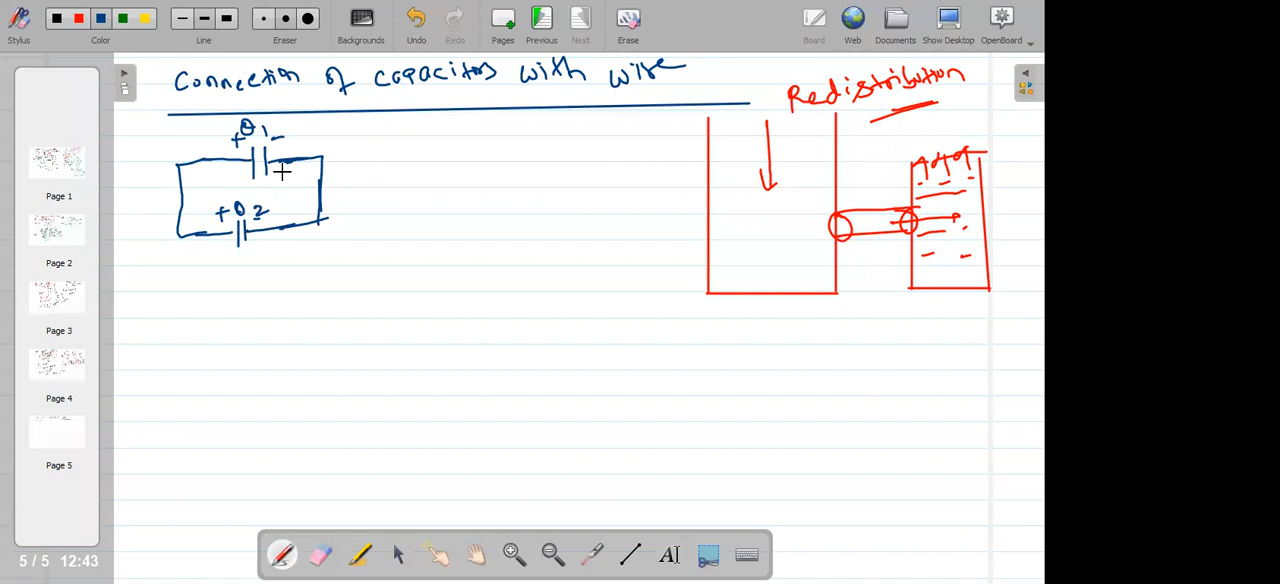 Stylus
Color
Line
Eraser
Backgrounds
Undo
Redo
Pages
Previous
Next
Erase
Board
Web
Documents
Show Desktop
OpenBoard
Connection of capacitors with wire
Redistribution
+ Q1 -
+ Q2
Page 1
Page 2
Page 3
Page 4
Page 5
5 / 5 12:43
AI